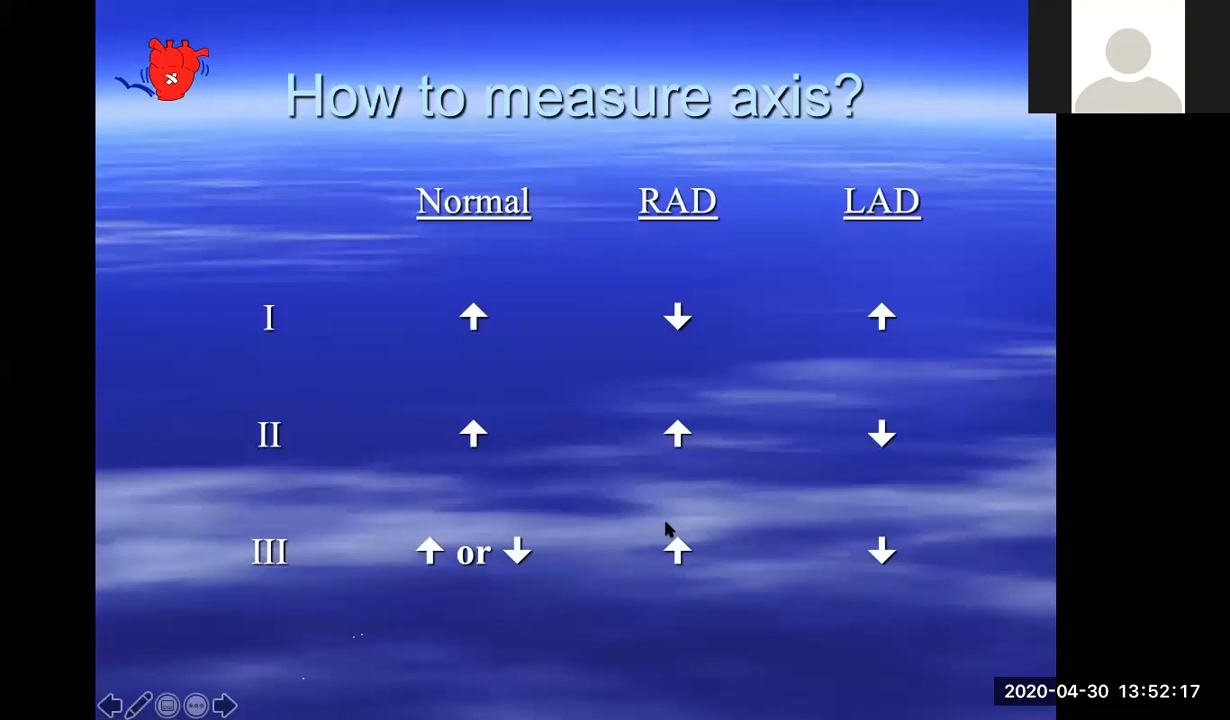 How to measure axis?
Normal RAD LAD
I ↑ ↓ ↑
II ↑ ↑ ↓
III ↑ or ↓ ↑ ↓
2020-04-30 13:52:17